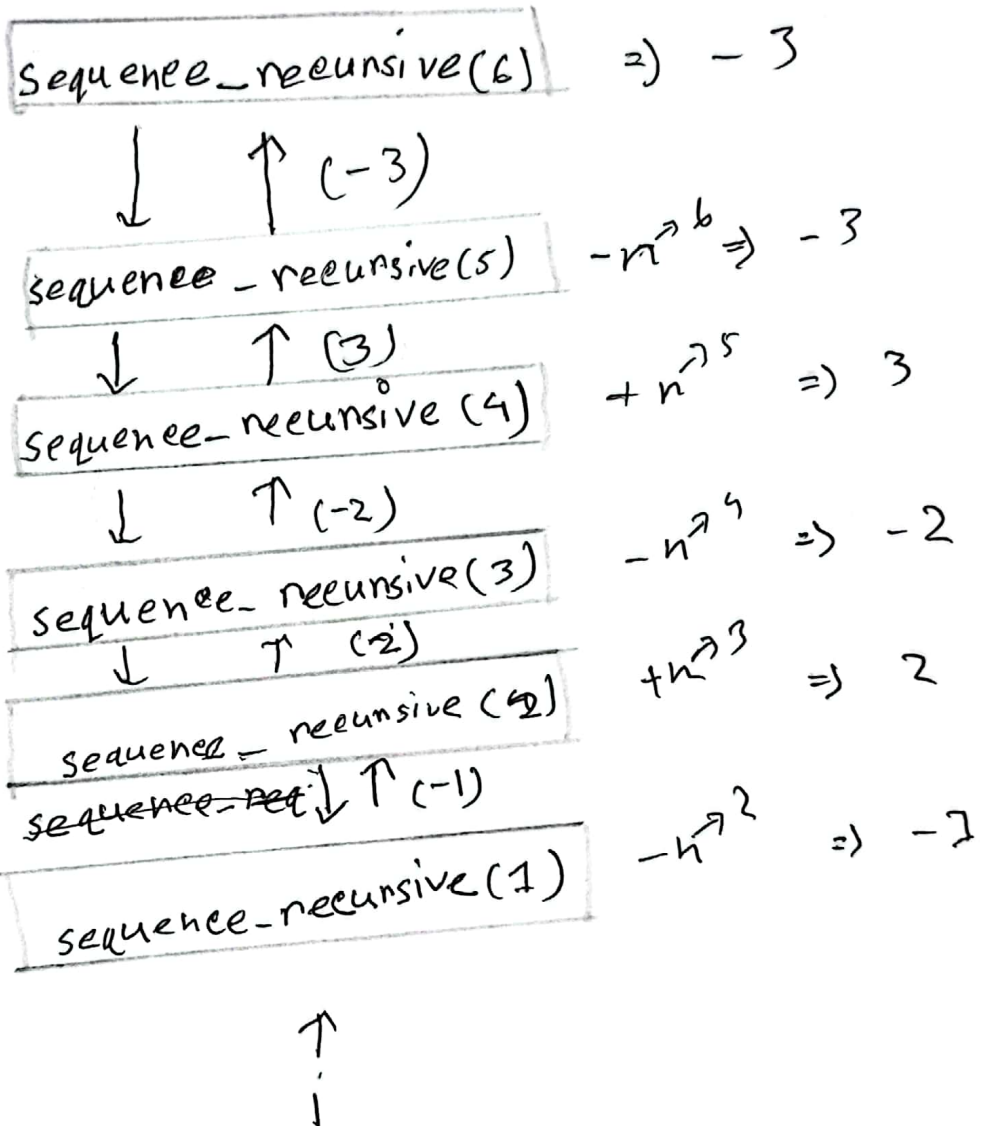 sequence_recursive(6) => -3
↓ ↑ (-3)
sequence_recursive(5) -n↗6 => -3
↓ ↑ (3)
sequence_recursive(4) +n↗5 => 3
↓ ↑ (-2)
sequence_recursive(3) -n↗4 => -2
↓ ↑ (2)
sequence_recursive(2) +n↗3 => 2
↓ ↑ (-1)
sequence_recursive(1) -n↗2 => -1